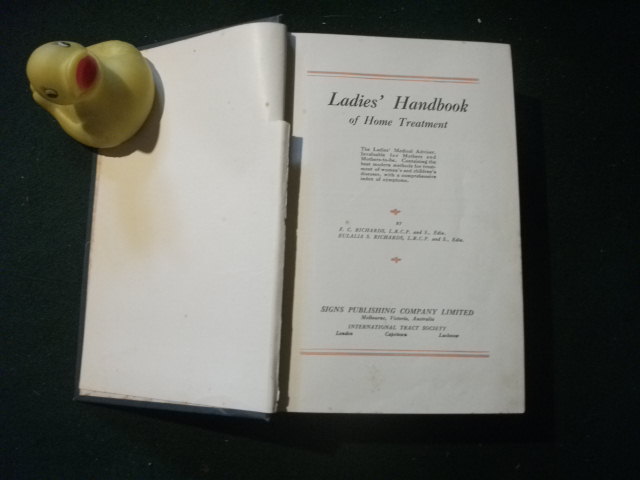 Ladies' Handbook
of Home Treatment
The Ladies' Medical Adviser,
Invaluable for Mothers and
Mothers-to-be. Containing the
best modern methods for treat-
ment of women's and children's
diseases, with a comprehensive
index of symptoms.
BY
F. C. RICHARDS, L.R.C.P. and S., Edin.
EULALIA S. RICHARDS, L.R.C.P. and S., Edin.
SIGNS PUBLISHING COMPANY LIMITED
Melbourne, Victoria, Australia
INTERNATIONAL TRACT SOCIETY
London Capetown Lucknow